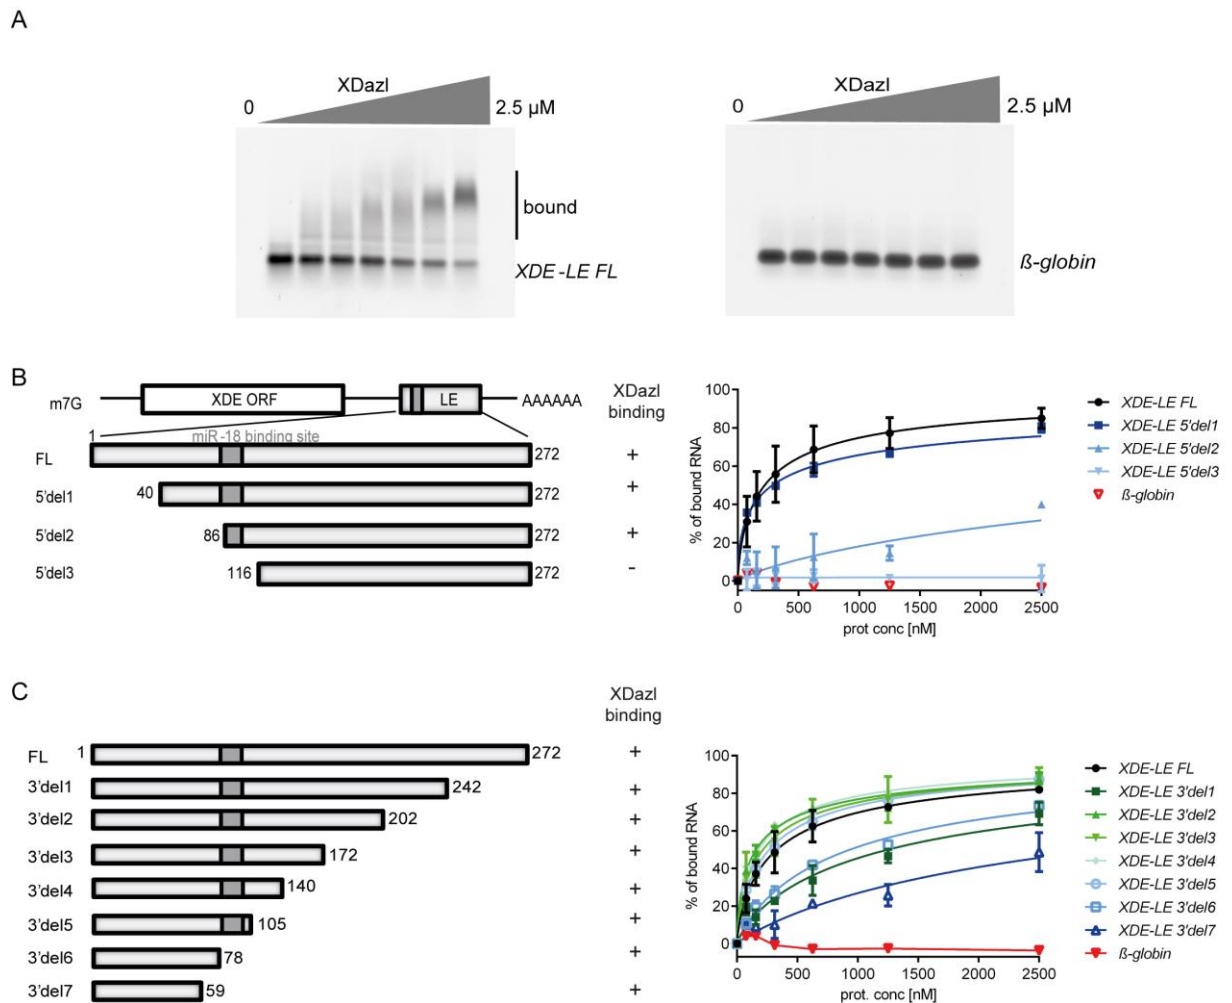 A
XDazl
0
2.5 µM
bound
XDE-LE FL
XDazl
0
2.5 µM
ß-globin
B
m7G
XDE ORF
LE
AAAAAA
XDazl
binding
1
miR-18 binding site
FL
272
+
5'del1
40
272
+
5'del2
86
272
+
5'del3
116
272
-
% of bound RNA
100
80
60
40
20
0
0
500
1000
1500
2000
2500
prot conc [nM]
XDE-LE FL
XDE-LE 5'del1
XDE-LE 5'del2
XDE-LE 5'del3
ß-globin
C
XDazl
binding
FL
1
272
+
3'del1
242
+
3'del2
202
+
3'del3
172
+
3'del4
140
+
3'del5
105
+
3'del6
78
+
3'del7
59
+
% of bound RNA
100
80
60
40
20
0
0
500
1000
1500
2000
2500
prot. conc [nM]
XDE-LE FL
XDE-LE 3'del1
XDE-LE 3'del2
XDE-LE 3'del3
XDE-LE 3'del4
XDE-LE 3'del5
XDE-LE 3'del6
XDE-LE 3'del7
ß-globin